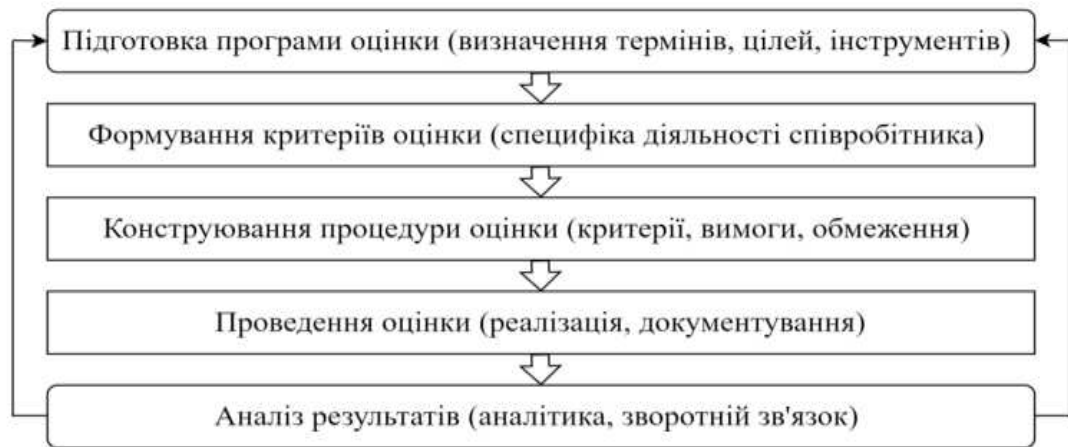 Підготовка програми оцінки (визначення термінів, цілей, інструментів)
Формування критеріїв оцінки (специфіка діяльності співробітника)
Конструювання процедури оцінки (критерії, вимоги, обмеження)
Проведення оцінки (реалізація, документування)
Аналіз результатів (аналітика, зворотній зв'язок)